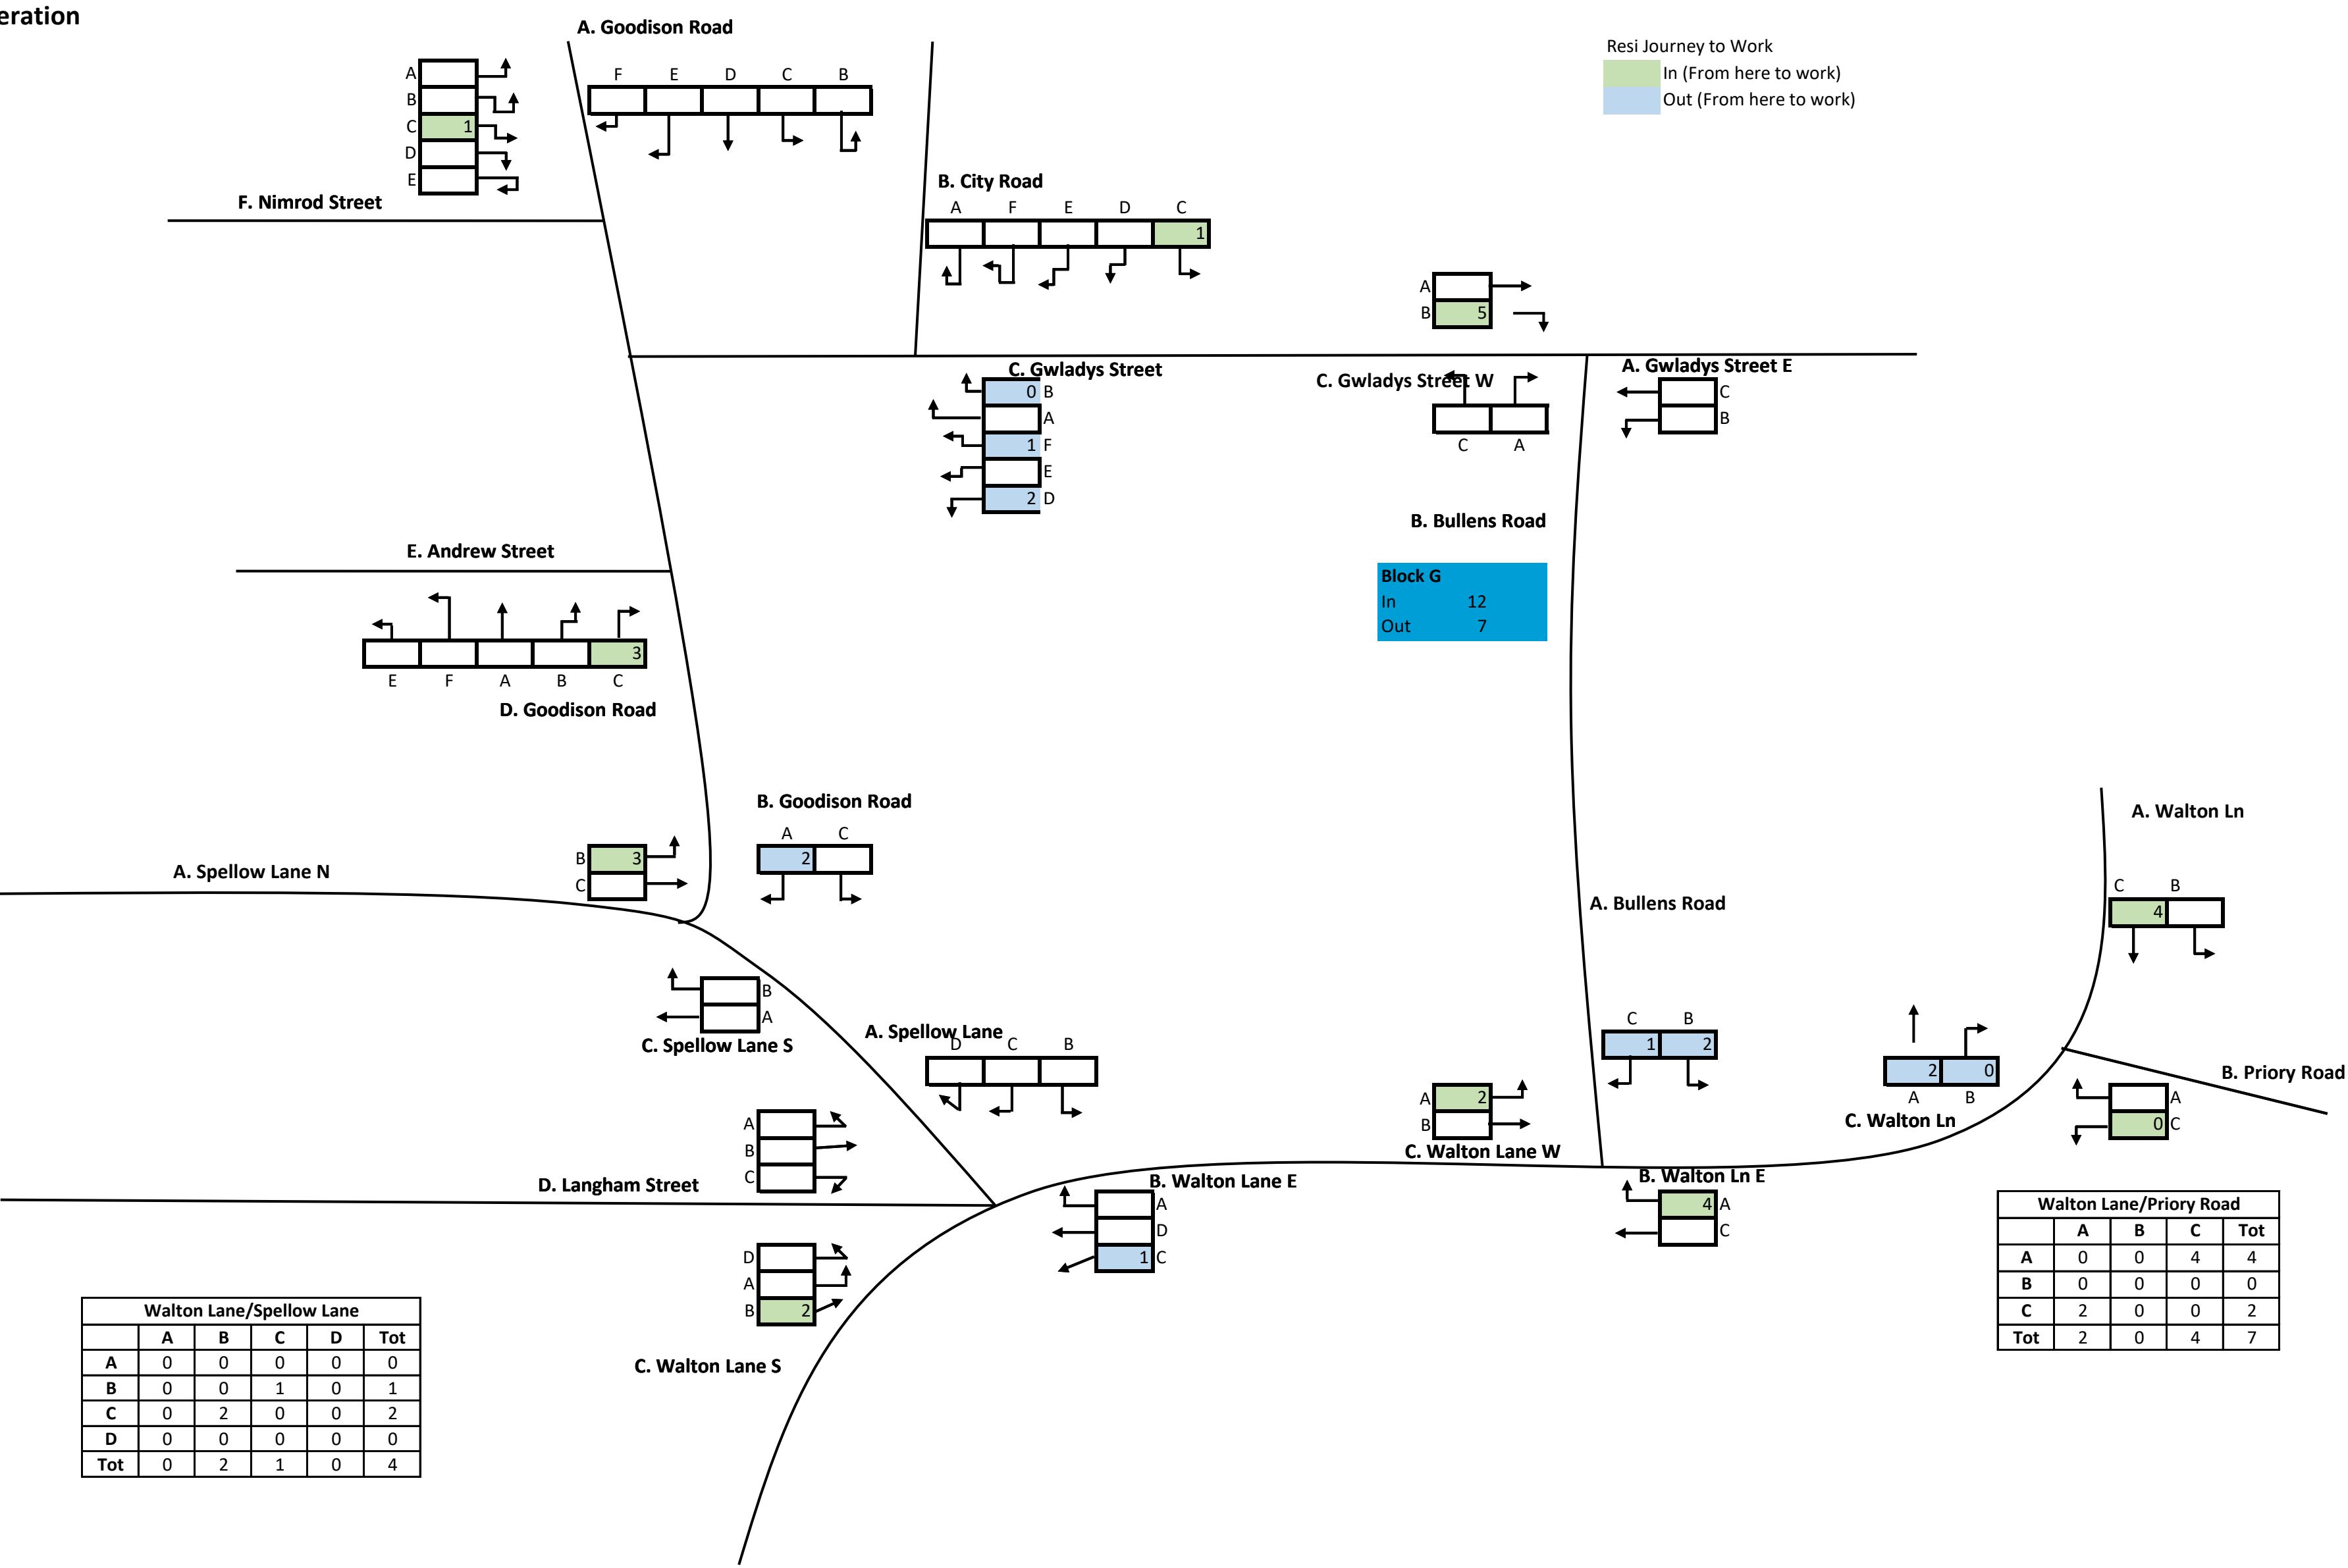 eration
A. Goodison Road
Resi Journey to Work
In (From here to work)
Out (From here to work)
F E D C B
A
B
C 1
D
E
F. Nimrod Street
B. City Road
A F E D C
1
A
B 5
C. Gwladys Street
0 B
A
1 F
E
2 D
C. Gwladys Street W
C A
A. Gwladys Street E
C
B
B. Bullens Road
Block G
In 12
Out 7
E. Andrew Street
3
E F A B C
D. Goodison Road
B. Goodison Road
A C
2
A. Spellow Lane N
B 3
C
A. Walton Ln
C B
4
A. Bullens Road
C B
1 2
B
A
C. Spellow Lane S
A. Spellow Lane
D C B
2 0
A B
C. Walton Ln
B. Priory Road
A
0 C
A 2
B
C. Walton Lane W
A
B
C
D. Langham Street
B. Walton Lane E
A
D
1 C
B. Walton Ln E
4 A
C
D
A
B 2
C. Walton Lane S
Walton Lane/Priory Road
A B C Tot
A 0 0 4 4
B 0 0 0 0
C 2 0 0 2
Tot 2 0 4 7
Walton Lane/Spellow Lane
A B C D Tot
A 0 0 0 0 0
B 0 0 1 0 1
C 0 2 0 0 2
D 0 0 0 0 0
Tot 0 2 1 0 4